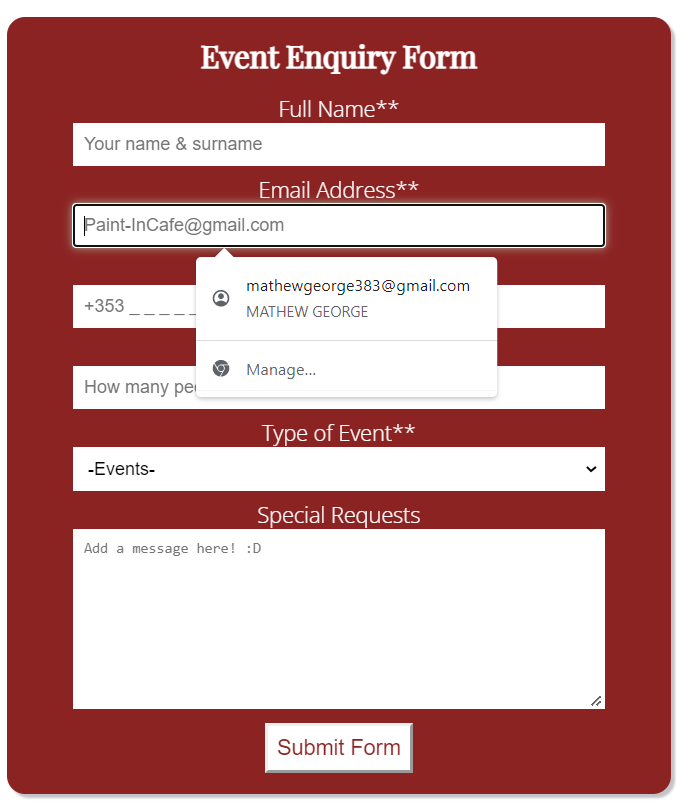 Event Enquiry Form
Full Name**
Your name & surname
Email Address**
Paint-InCafe@gmail.com
mathewgeorge383@gmail.com
MATHEW GEORGE
+353 _ _ _ _ _
Manage...
How many
Type of Event**
-Events-
Special Requests
Add a message here! :D
Submit Form